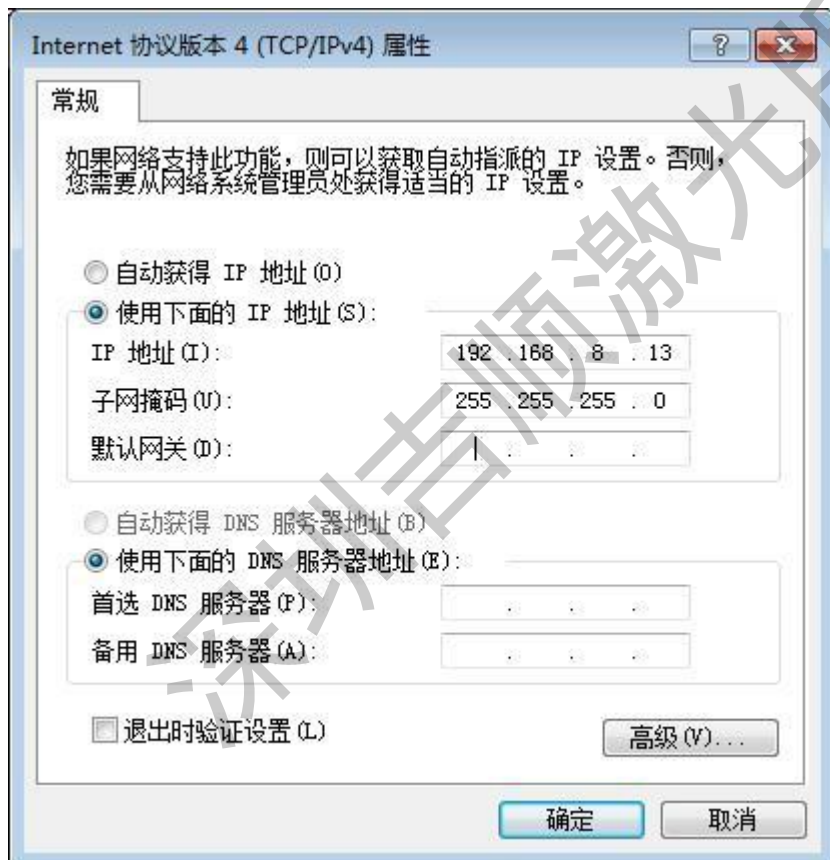 Internet 协议版本 4 (TCP/IPv4) 属性
常规
如果网络支持此功能，则可以获取自动指派的 IP 设置。否则，
您需要从网络系统管理员处获得适当的 IP 设置。
自动获得 IP 地址(O)
使用下面的 IP 地址(S):
IP 地址(I): 192 .168 . 8 . 13
子网掩码(U): 255 .255 .255 . 0
默认网关(D): . . .
自动获得 DNS 服务器地址(B)
使用下面的 DNS 服务器地址(E):
首选 DNS 服务器(P): . . .
备用 DNS 服务器(A): . . .
退出时验证设置(L)
高级(V)...
确定 取消
深圳吉顺激光